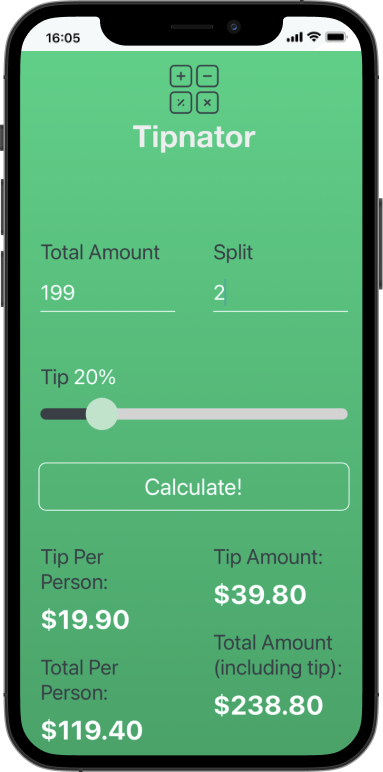 16:05
Tipnator
Total Amount
199
Split
2
Tip 20%
Calculate!
Tip Per
Person:
$19.90
Total Per
Person:
$119.40
Tip Amount:
$39.80
Total Amount
(including tip):
$238.80